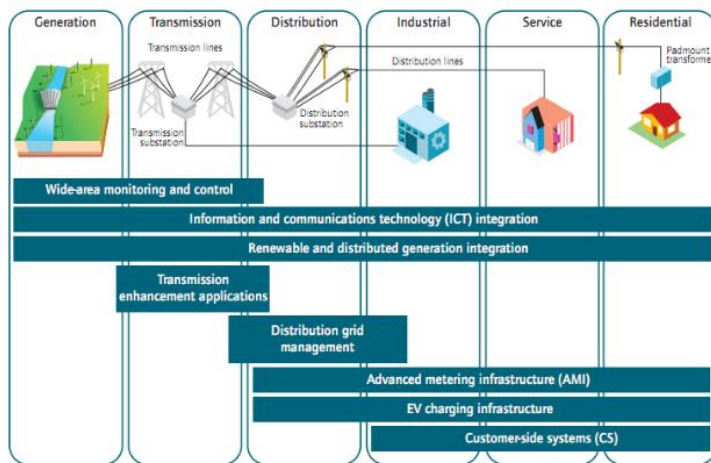 Generation
Transmission
Distribution
Industrial
Service
Residential
Transmission lines
Padmount
transforme
Distribution lines
Distribution
substation
Transmission
substation
Wide-area monitoring and control
Information and communications technology (ICT) integration
Renewable and distributed generation integration
Transmission
enhancement applications
Distribution grid
management
Advanced metering infrastructure (AMI)
EV charging infrastructure
Customer-side systems (CS)